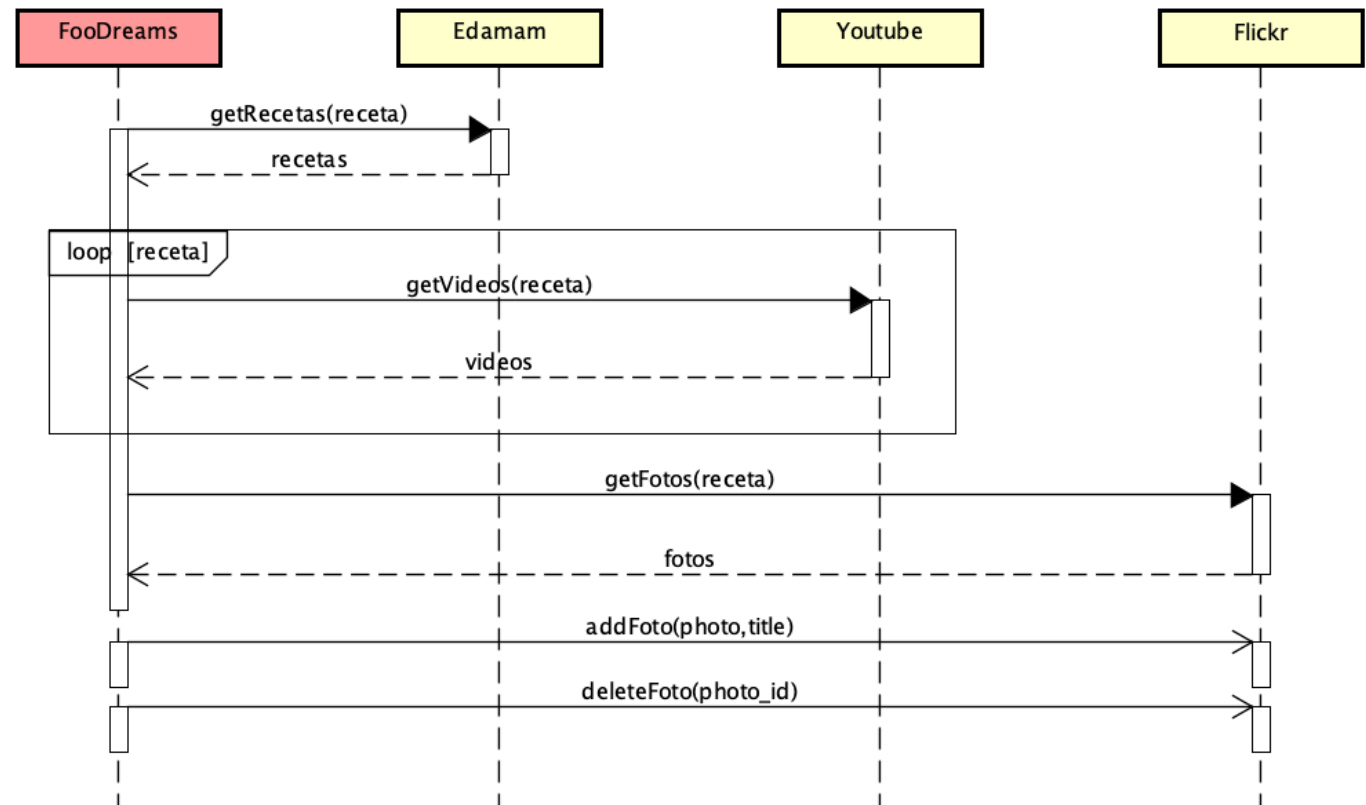 FooDreams
Edamam
Youtube
Flickr
getRecetas(receta)
recetas
loop [receta]
getVideos(receta)
videos
getFotos(receta)
fotos
addFoto(photo,title)
deleteFoto(photo_id)